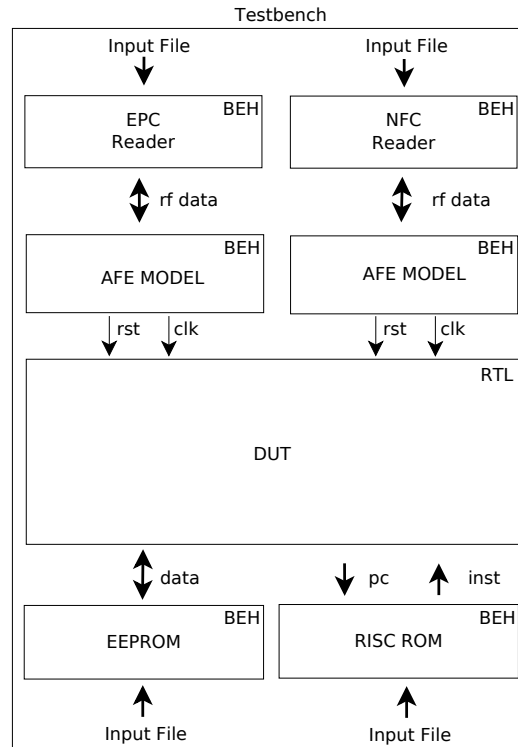 Testbench
Input File Input File
BEH BEH
EPC NFC
Reader Reader
rf data rf data
BEH BEH
AFE MODEL AFE MODEL
rst clk rst clk
RTL
DUT
data pc inst
BEH BEH
EEPROM RISC ROM
Input File Input File